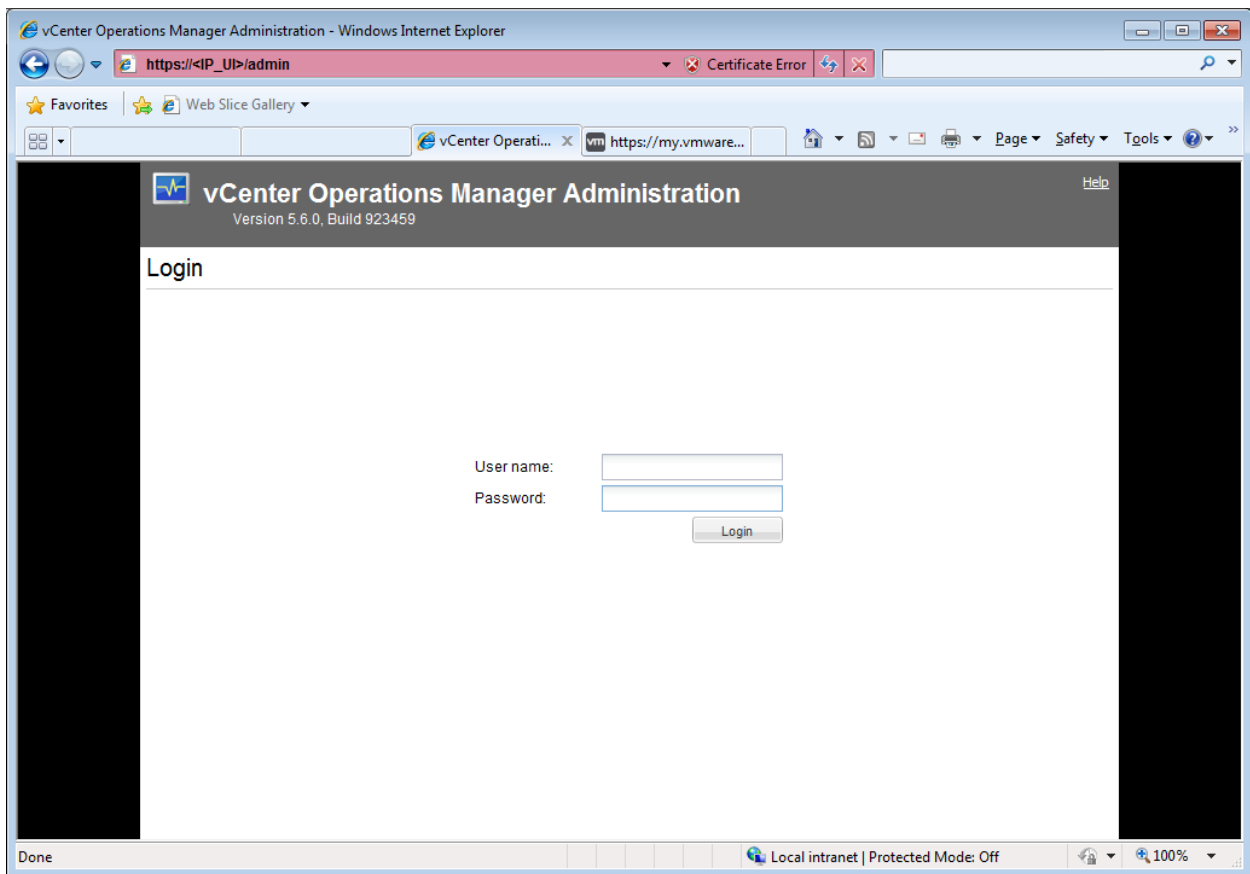 vCenter Operations Manager Administration - Windows Internet Explorer
https://<IP_UI>/admin
Certificate Error
Favorites
Web Slice Gallery
vCenter Operati...
vm https://my.vmware...
Page
Safety
Tools
vCenter Operations Manager Administration
Help
Version 5.6.0, Build 923459
Login
User name:
Password:
Login
Done
Local intranet | Protected Mode: Off
100%